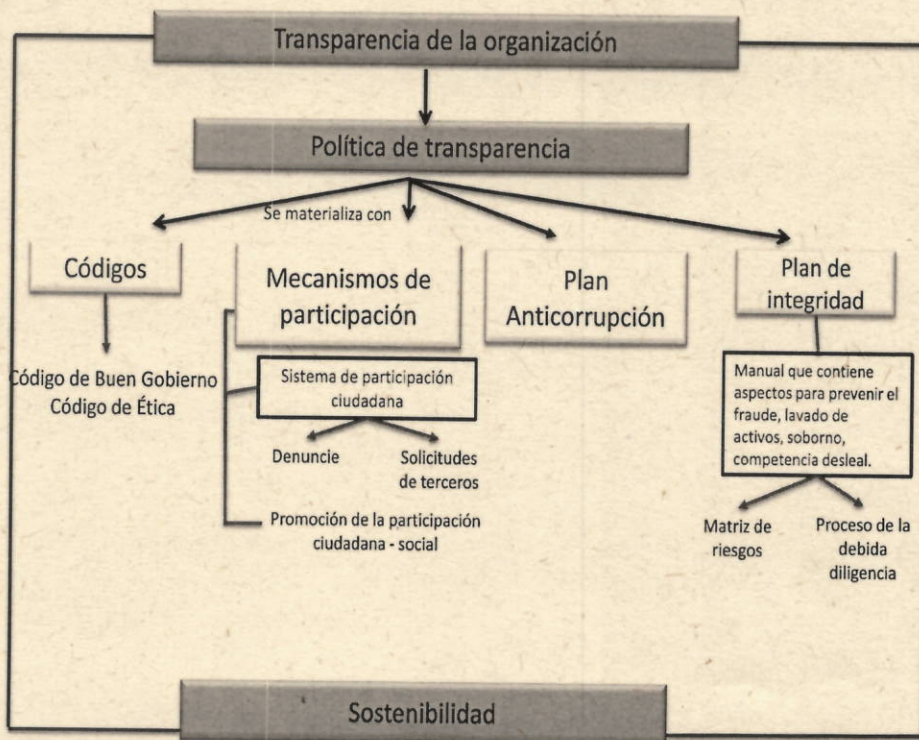 Transparencia de la organización
Política de transparencia
Se materializa con
Códigos
Código de Buen Gobierno
Código de Ética
Mecanismos de
participación
Sistema de participación
ciudadana
Denuncie
Solicitudes
de terceros
Promoción de la participación
ciudadana - social
Plan
Anticorrupción
Plan de
integridad
Manual que contiene
aspectos para prevenir el
fraude, lavado de
activos, soborno,
competencia desleal.
Matriz de
riesgos
Proceso de la
debida
diligencia
Sostenibilidad